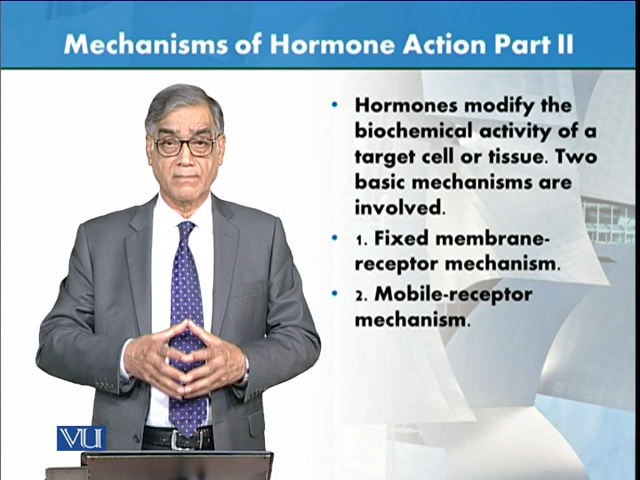 Mechanisms of Hormone Action Part II
• Hormones modify the
biochemical activity of a
target cell or tissue. Two
basic mechanisms are
involved.
• 1. Fixed membrane-
receptor mechanism.
• 2. Mobile-receptor
mechanism.
VU